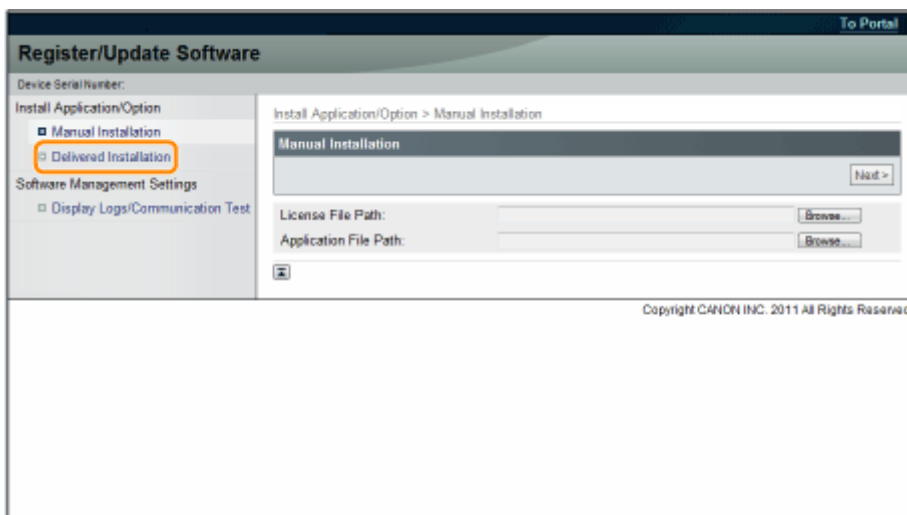 To Portal
Register/Update Software
Device Serial Number:
Install Application/Option
Manual Installation
Delivered Installation
Software Management Settings
Display Logs/Communication Test
Install Application/Option > Manual Installation
Manual Installation
Next >
License File Path: Browse...
Application File Path: Browse...
Copyright CANON INC. 2011 All Rights Reserved